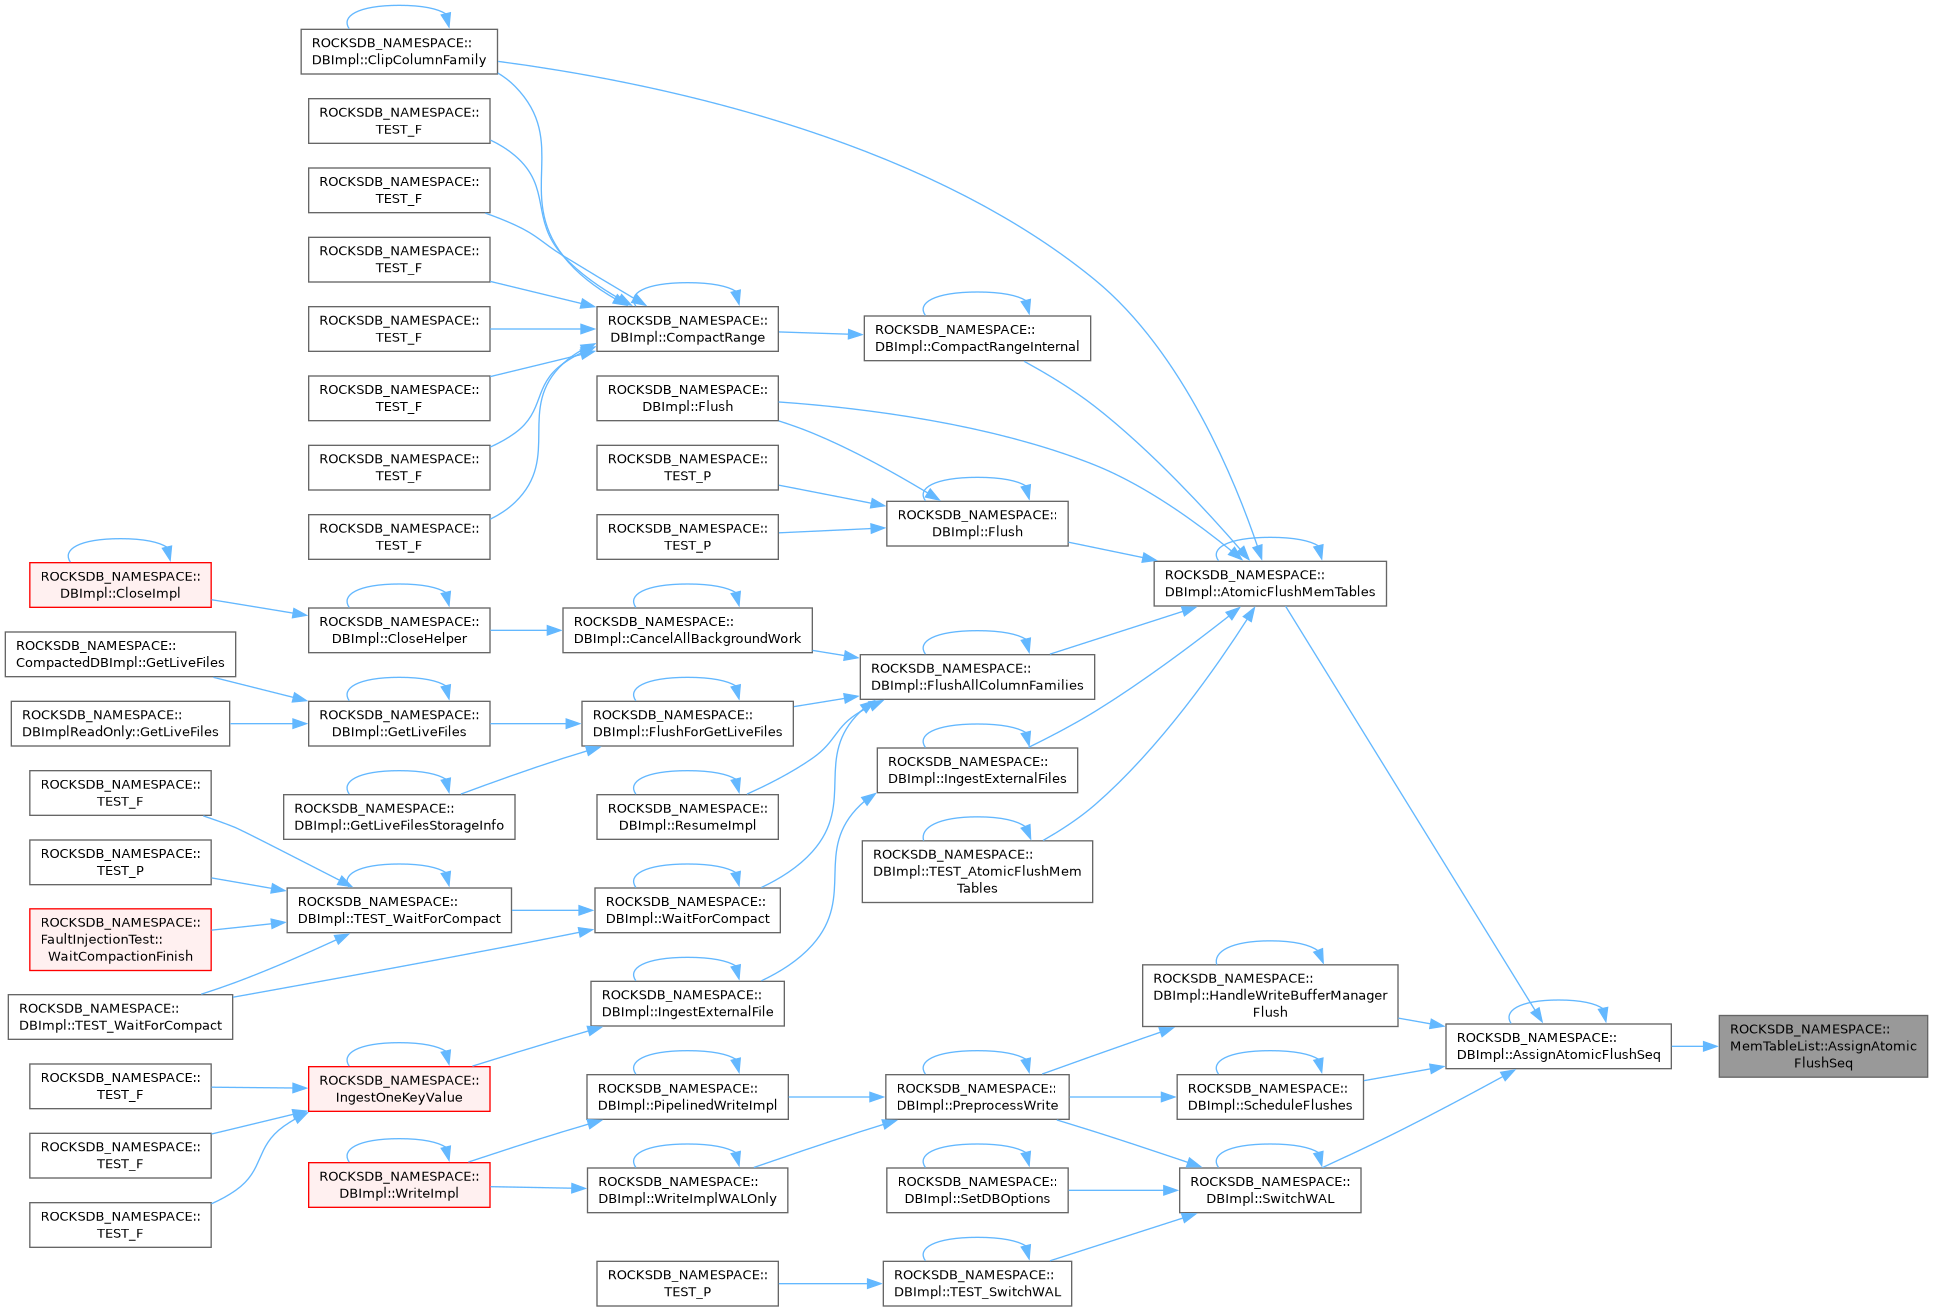 ROCKSDB_NAMESPACE::
DBImpl::ClipColumnFamily
ROCKSDB_NAMESPACE::
TEST_F
ROCKSDB_NAMESPACE::
TEST_F
ROCKSDB_NAMESPACE::
TEST_F
ROCKSDB_NAMESPACE::
TEST_F
ROCKSDB_NAMESPACE::
DBImpl::CompactRange
ROCKSDB_NAMESPACE::
DBImpl::CompactRangeInternal
ROCKSDB_NAMESPACE::
TEST_F
ROCKSDB_NAMESPACE::
DBImpl::Flush
ROCKSDB_NAMESPACE::
TEST_F
ROCKSDB_NAMESPACE::
TEST_P
ROCKSDB_NAMESPACE::
TEST_F
ROCKSDB_NAMESPACE::
TEST_P
ROCKSDB_NAMESPACE::
DBImpl::Flush
ROCKSDB_NAMESPACE::
DBImpl::AtomicFlushMemTables
ROCKSDB_NAMESPACE::
DBImpl::CloseImpl
ROCKSDB_NAMESPACE::
DBImpl::CloseHelper
ROCKSDB_NAMESPACE::
DBImpl::CancelAllBackgroundWork
ROCKSDB_NAMESPACE::
CompactedDBImpl::GetLiveFiles
ROCKSDB_NAMESPACE::
DBImpl::FlushAllColumnFamilies
ROCKSDB_NAMESPACE::
DBImplReadOnly::GetLiveFiles
ROCKSDB_NAMESPACE::
DBImpl::GetLiveFiles
ROCKSDB_NAMESPACE::
DBImpl::FlushForGetLiveFiles
ROCKSDB_NAMESPACE::
DBImpl::IngestExternalFiles
ROCKSDB_NAMESPACE::
TEST_F
ROCKSDB_NAMESPACE::
DBImpl::GetLiveFilesStorageInfo
ROCKSDB_NAMESPACE::
DBImpl::ResumeImpl
ROCKSDB_NAMESPACE::
TEST_P
ROCKSDB_NAMESPACE::
DBImpl::TEST_AtomicFlushMem
Tables
ROCKSDB_NAMESPACE::
DBImpl::TEST_WaitForCompact
ROCKSDB_NAMESPACE::
DBImpl::WaitForCompact
ROCKSDB_NAMESPACE::
FaultInjectionTest::
WaitCompactionFinish
ROCKSDB_NAMESPACE::
DBImpl::TEST_WaitForCompact
ROCKSDB_NAMESPACE::
DBImpl::IngestExternalFile
ROCKSDB_NAMESPACE::
DBImpl::HandleWriteBufferManager
Flush
ROCKSDB_NAMESPACE::
DBImpl::AssignAtomicFlushSeq
ROCKSDB_NAMESPACE::
MemTableList::AssignAtomic
FlushSeq
ROCKSDB_NAMESPACE::
TEST_F
ROCKSDB_NAMESPACE::
IngestOneKeyValue
ROCKSDB_NAMESPACE::
DBImpl::PipelinedWriteImpl
ROCKSDB_NAMESPACE::
DBImpl::PreprocessWrite
ROCKSDB_NAMESPACE::
DBImpl::ScheduleFlushes
ROCKSDB_NAMESPACE::
TEST_F
ROCKSDB_NAMESPACE::
DBImpl::WriteImpl
ROCKSDB_NAMESPACE::
DBImpl::WriteImplWALOnly
ROCKSDB_NAMESPACE::
DBImpl::SetDBOptions
ROCKSDB_NAMESPACE::
DBImpl::SwitchWAL
ROCKSDB_NAMESPACE::
TEST_F
ROCKSDB_NAMESPACE::
TEST_P
ROCKSDB_NAMESPACE::
DBImpl::TEST_SwitchWAL
ROCKSDB_NAMESPACE::
TEST_F